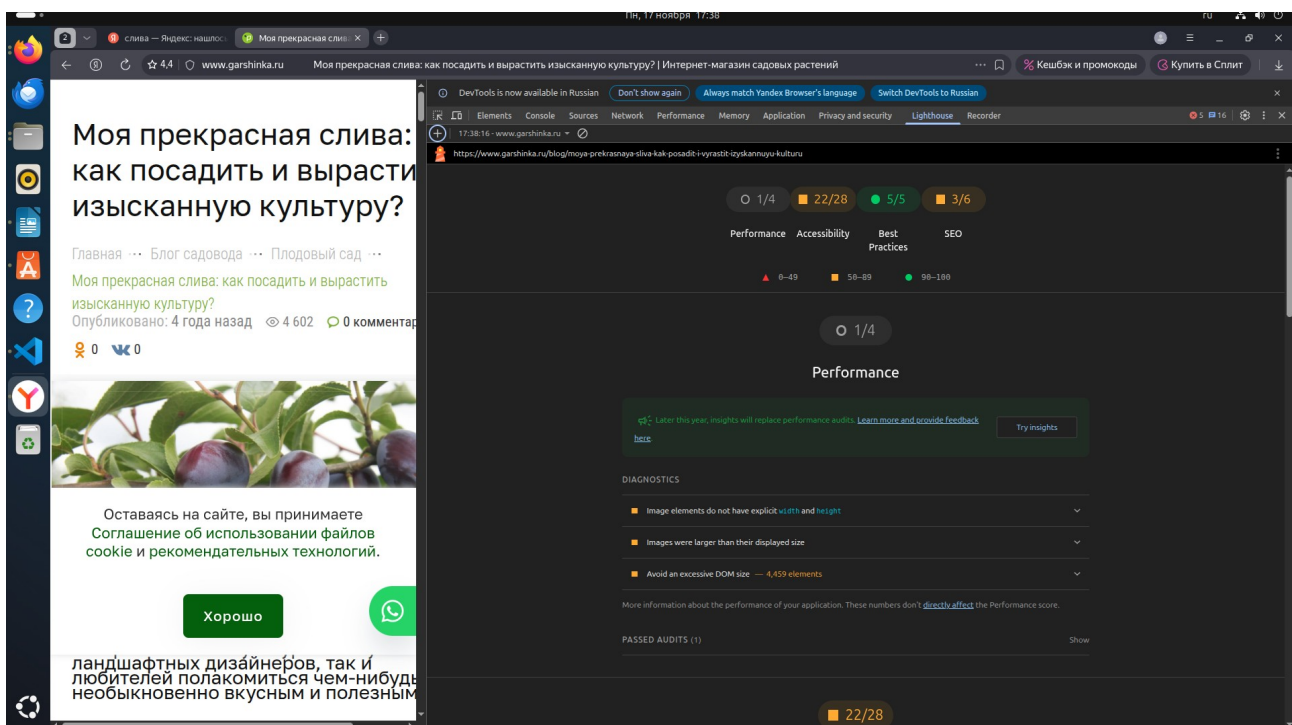 Пн, 17 ноября 17:38
ru
2
слива — Яндекс: нашлось
Моя прекрасная слив
4,4
www.garshinka.ru
Моя прекрасная слива: как посадить и вырастить изысканную культуру? | Интернет-магазин садовых растений
Кешбэк и промокоды
Купить в Сплит
DevTools is now available in Russian
Don't show again
Always match Yandex Browser's language
Switch DevTools to Russian
Elements Console Sources Network Performance Memory Application Privacy and security Lighthouse Recorder
5 16
17:38:16 - www.garshinka.ru
https://www.garshinka.ru/blog/moya-prekrasnaya-sliva-kak-posadit-i-vyrastit-izyskannuyu-kulturu
Моя прекрасная слива:
как посадить и вырасти
изысканную культуру?
Главная ··· Блог садовода ··· Плодовый сад ···
Моя прекрасная слива: как посадить и вырастить
изысканную культуру?
Опубликовано: 4 года назад 4 602 0 комментар
0 0
Оставаясь на сайте, вы принимаете
Соглашение об использовании файлов
cookie и рекомендательных технологий.
Хорошо
ландшафтных дизайнеров, так и
любителей полакомиться чем-нибудь
необыкновенно вкусным и полезным
1/4 22/28 5/5 3/6
Performance Accessibility Best Practices SEO
0–49 50–89 90–100
1/4
Performance
Later this year, insights will replace performance audits. Learn more and provide feedback
here.
Try insights
DIAGNOSTICS
Image elements do not have explicit width and height
Images were larger than their displayed size
Avoid an excessive DOM size — 4,459 elements
More information about the performance of your application. These numbers don't directly affect the Performance score.
PASSED AUDITS (1)
Show
22/28